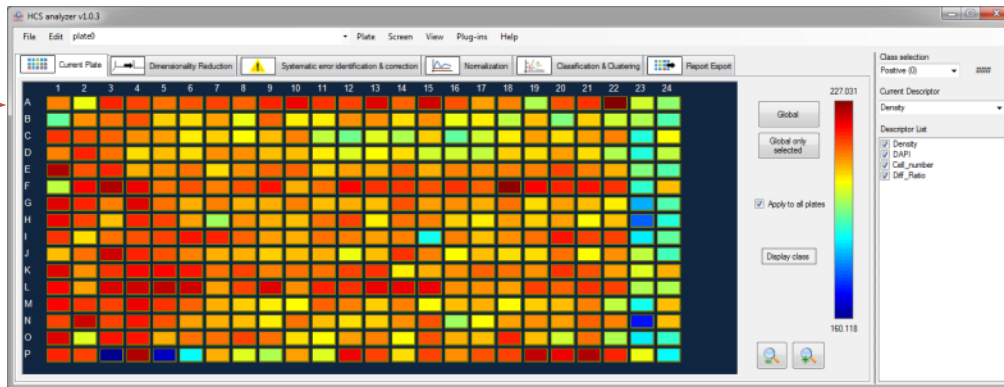 HCS analyzer v1.0.3
File Edit plate0 Plate Screen View Plug-ins Help
Current Plate Dimensionality Reduction Systematic error identification & correction Normalization Classification & Clustering Report Export
Class selection
Positive (0) ###
Current Descriptor
Density
Descriptor List
Density
DAPI
Cell_number
Diff_Ratio
1 2 3 4 5 6 7 8 9 10 11 12 13 14 15 16 17 18 19 20 21 22 23 24
A
B
C
D
E
F
G
H
I
J
K
L
M
N
O
P
227.031
Global
Global only
selected
Apply to all plates
Display class
160.118